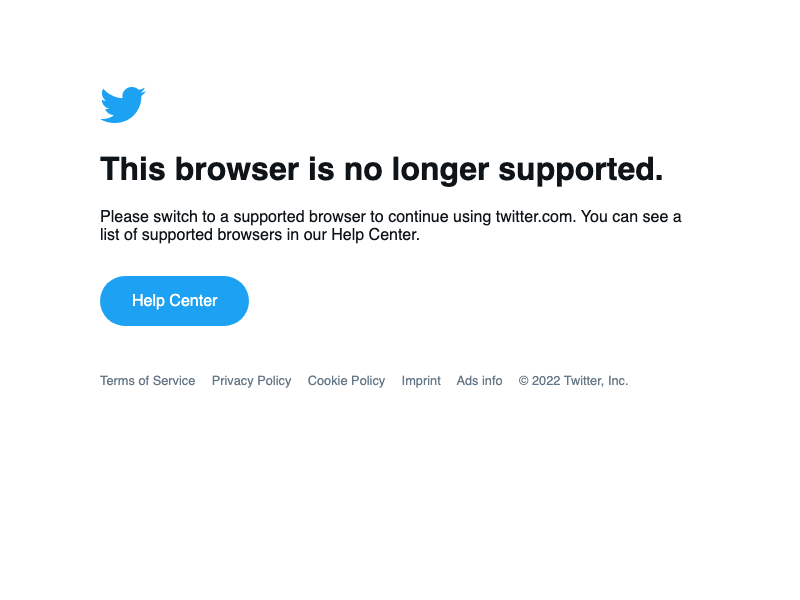 This browser is no longer supported.
Please switch to a supported browser to continue using twitter.com. You can see a
list of supported browsers in our Help Center.
Help Center
Terms of Service Privacy Policy Cookie Policy Imprint Ads info © 2022 Twitter, Inc.